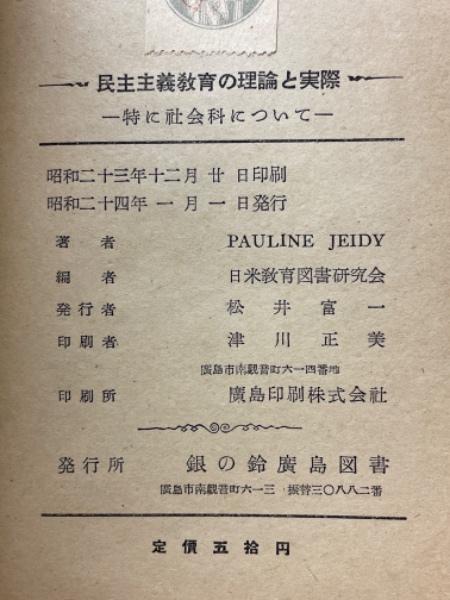 民主主義教育の理論と実際
―特に社会科について―
昭和二十三年十二月廿日印刷
昭和二十四年一月一日発行
著者 PAULINE JEIDY
編者 日米教育図書研究会
発行者 松井富一
印刷者 津川正美
廣島市南觀音町六一四番地
印刷所 廣島印刷株式会社
発行所 銀の鈴廣島図書
廣島市南觀音町六一三 振替三〇八八二番
定價五拾円